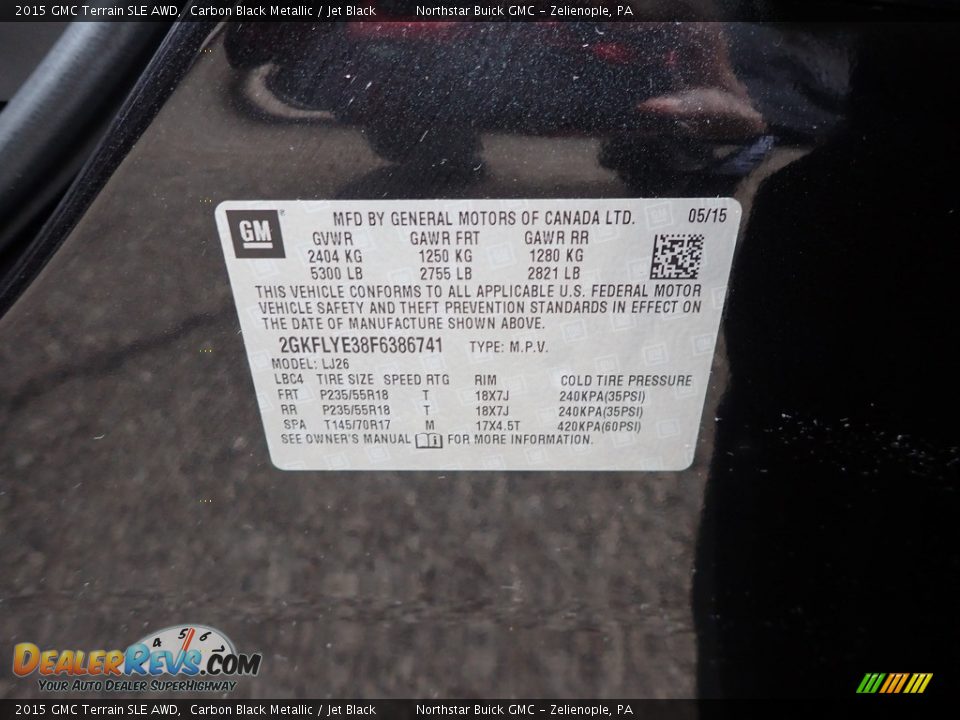 2015 GMC Terrain SLE AWD, Carbon Black Metallic / Jet Black Northstar Buick GMC - Zelienople, PA
GM MFD BY GENERAL MOTORS OF CANADA LTD. 05/15
GVWR GAWR FRT GAWR RR
2404 KG 1250 KG 1280 KG
5300 LB 2755 LB 2821 LB
THIS VEHICLE CONFORMS TO ALL APPLICABLE U.S. FEDERAL MOTOR
VEHICLE SAFETY AND THEFT PREVENTION STANDARDS IN EFFECT ON
THE DATE OF MANUFACTURE SHOWN ABOVE.
2GKFLYE38F6386741 TYPE: M.P.V.
MODEL: LJ26
LBC4 TIRE SIZE SPEED RTG RIM COLD TIRE PRESSURE
FRT P235/55R18 T 18X7J 240KPA(35PSI)
RR P235/55R18 T 18X7J 240KPA(35PSI)
SPA T145/70R17 M 17X4.5T 420KPA(60PSI)
SEE OWNER'S MANUAL FOR MORE INFORMATION.
4 5 6 7
DEALERREVS.COM
YOUR AUTO DEALER SUPERHIGHWAY
2015 GMC Terrain SLE AWD, Carbon Black Metallic / Jet Black Northstar Buick GMC - Zelienople, PA